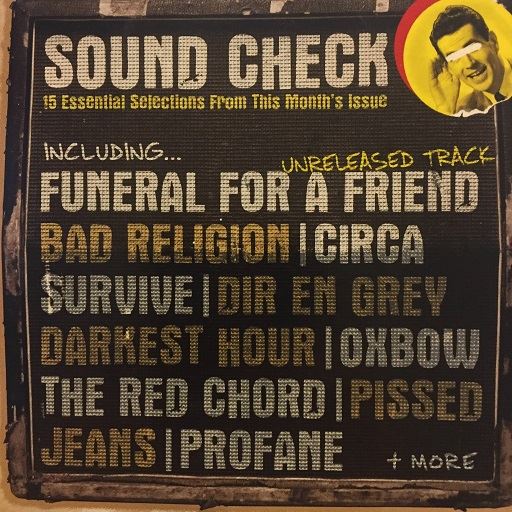 SOUND CHECK
15 Essential Selections From This Month's Issue
INCLUDING...
UNRELEASED TRACK
FUNERAL FOR A FRIEND
BAD RELIGION | CIRCA
SURVIVE | DIR EN GREY
DARKEST HOUR | OXBOW
THE RED CHORD | PISSED
JEANS | PROFANE
+ MORE